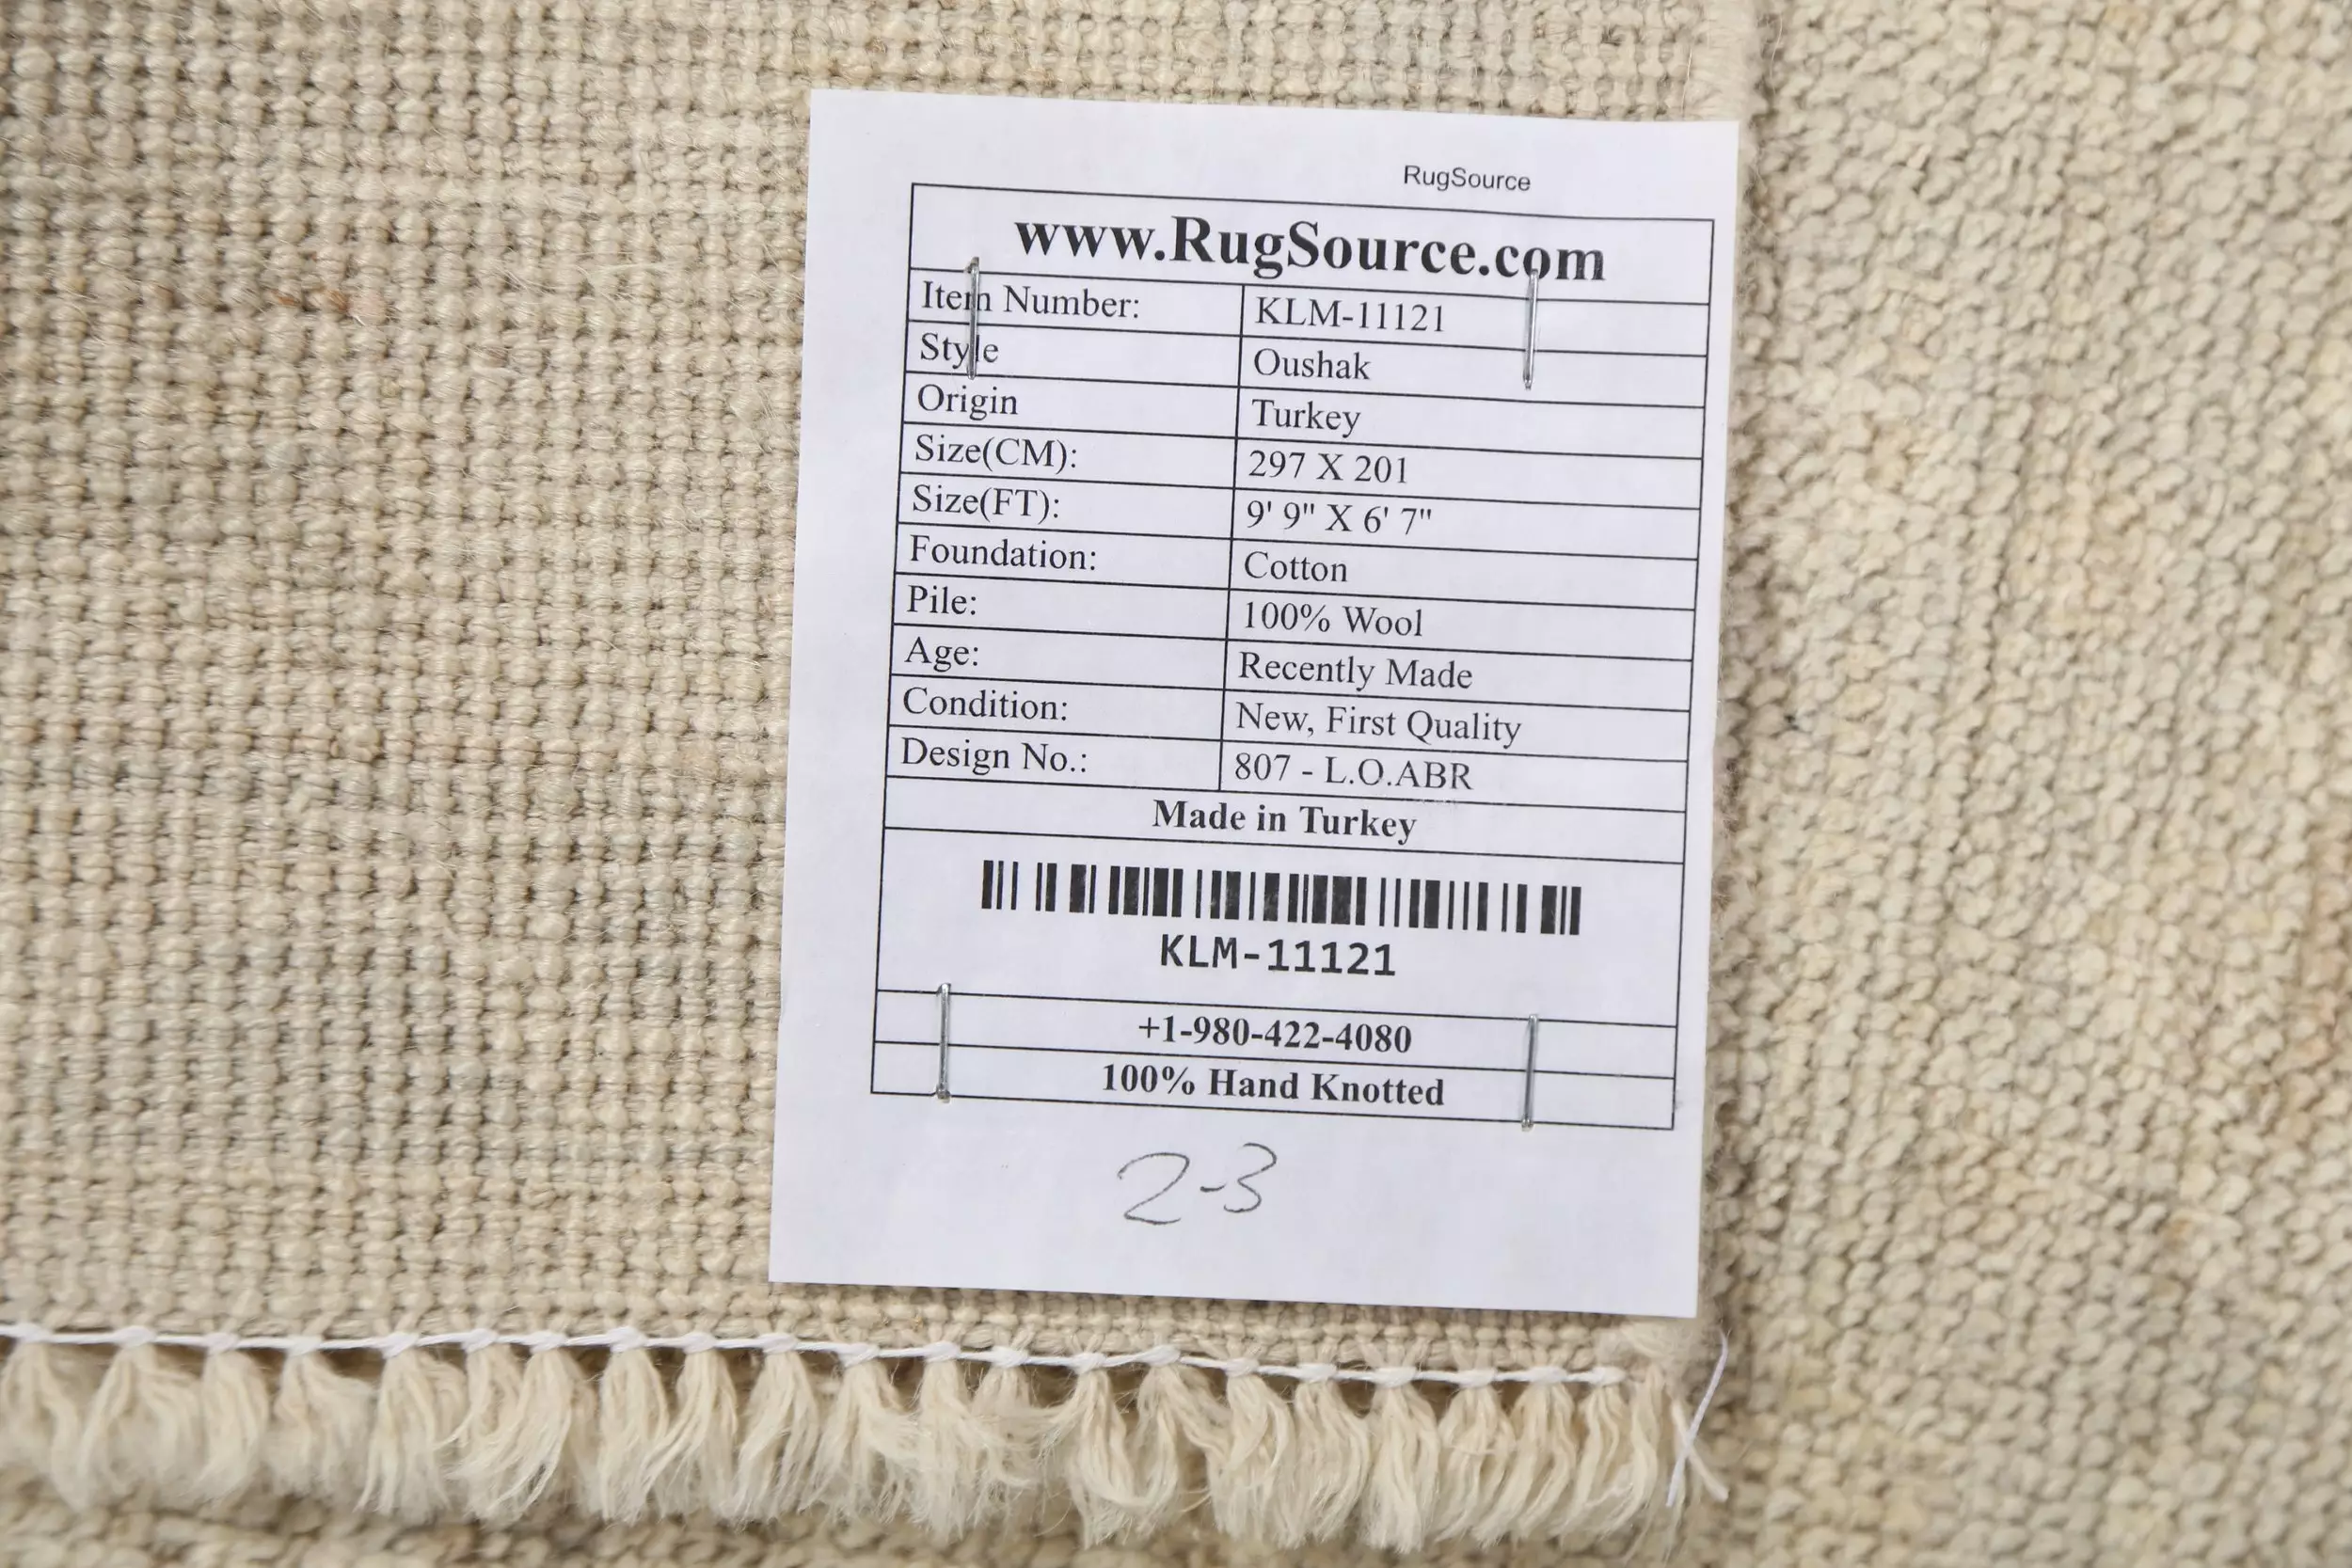 RugSource
www.RugSource.com
Item Number: KLM-11121
Style Oushak
Origin Turkey
Size(CM): 297 X 201
Size(FT): 9' 9" X 6' 7"
Foundation: Cotton
Pile: 100% Wool
Age: Recently Made
Condition: New, First Quality
Design No.: 807 - L.O.ABR
Made in Turkey
KLM-11121
+1-980-422-4080
100% Hand Knotted
2-3